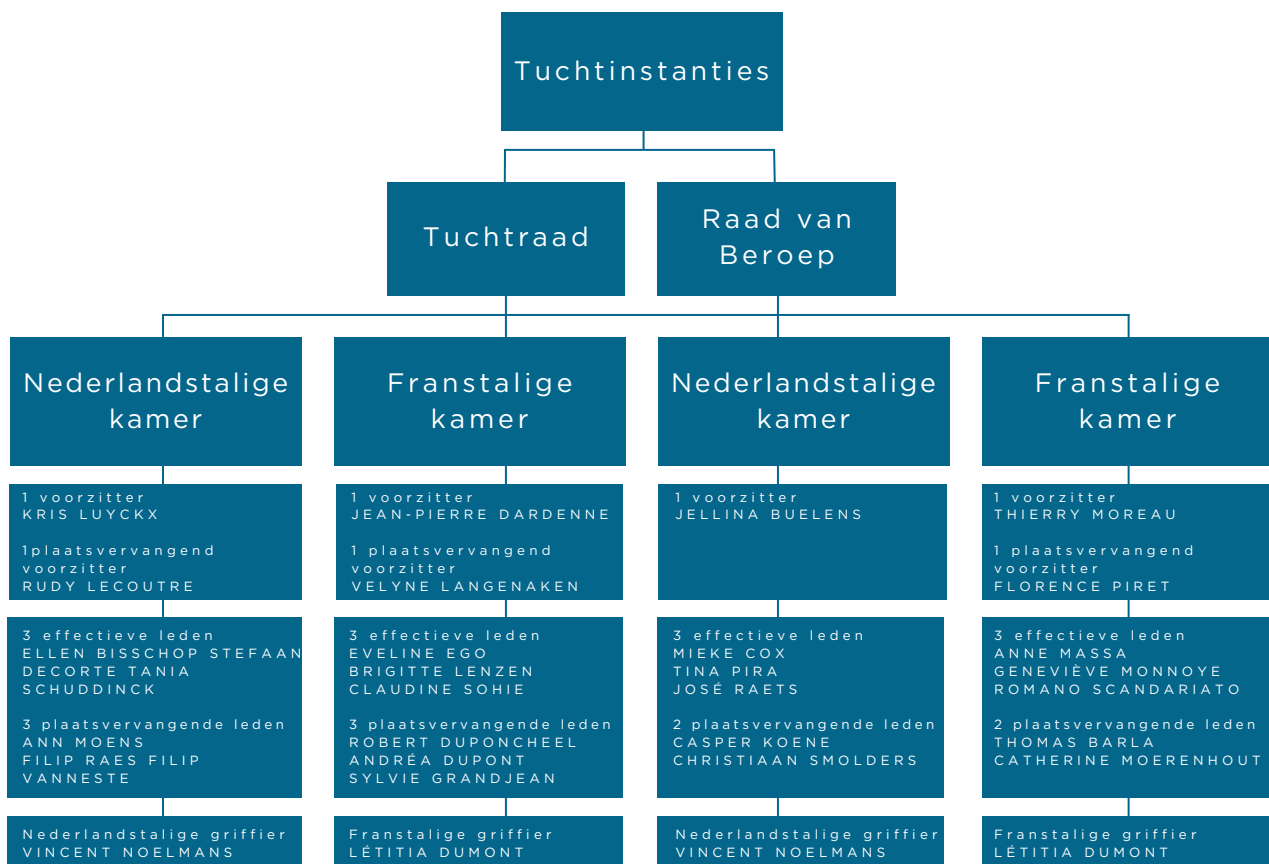 Tuchtinstanties
Tuchtraad
Raad van
Beroep
Nederlandstalige
kamer
1 voorzitter
KRIS LUYCKX
1plaatsvervangend
voorzitter
RUDY LECOUTRE
3 effectieve leden
ELLEN BISSCHOP STEFAAN
DECORTE TANIA
SCHUDDINCK
3 plaatsvervangende leden
ANN MOENS
FILIP RAES FILIP
VANNESTE
Nederlandstalige griffier
VINCENT NOELMANS
Franstalige
kamer
1 voorzitter
JEAN-PIERRE DARDENNE
1 plaatsvervangend
voorzitter
VELYNE LANGENAKEN
3 effectieve leden
EVELINE EGO
BRIGITTE LENZEN
CLAUDINE SOHIE
3 plaatsvervangende leden
ROBERT DUPONCHEEL
ANDRÉA DUPONT
SYLVIE GRANDJEAN
Franstalige griffier
LÉTITIA DUMONT
Nederlandstalige
kamer
1 voorzitter
JELLINA BUELENS
3 effectieve leden
MIEKE COX
TINA PIRA
JOSÉ RAETS
2 plaatsvervangende leden
CASPER KOENE
CHRISTIAAN SMOLDERS
Nederlandstalige griffier
VINCENT NOELMANS
Franstalige
kamer
1 voorzitter
THIERRY MOREAU
1 plaatsvervangend
voorzitter
FLORENCE PIRET
3 effectieve leden
ANNE MASSA
GENEVIÈVE MONNOYE
ROMANO SCANDARIATO
2 plaatsvervangende leden
THOMAS BARLA
CATHERINE MOERENHOUT
Franstalige griffier
LÉTITIA DUMONT